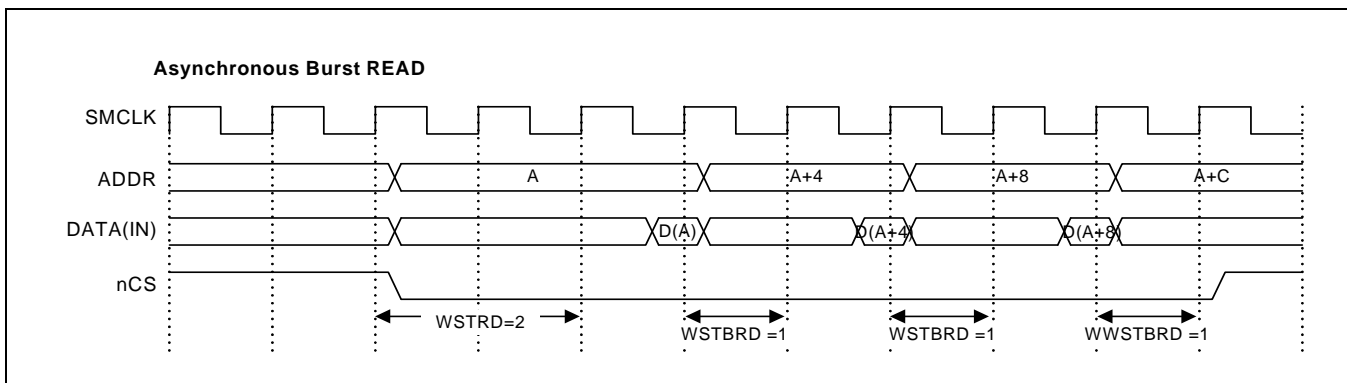 Asynchronous Burst READ
SMCLK
ADDR
A
A+4
A+8
A+C
DATA(IN)
D(A)
D(A+4)
D(A+8)
nCS
WSTRD=2
WSTBRD =1
WSTBRD =1
WWSTBRD =1